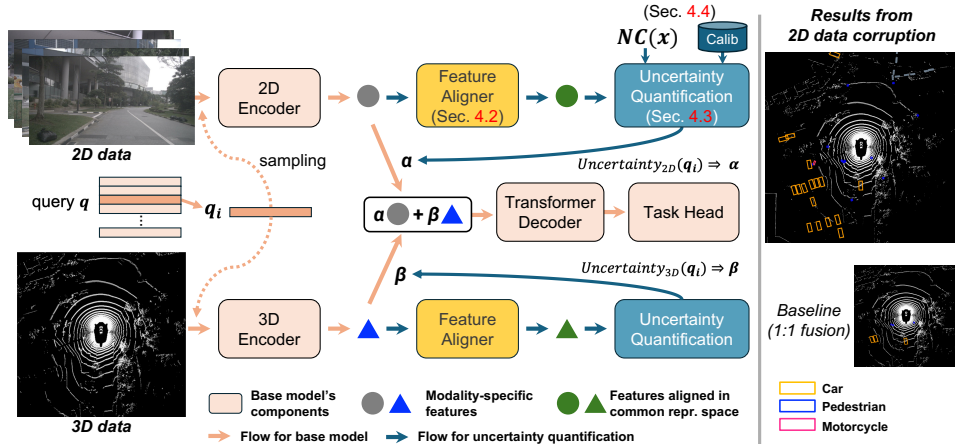 (Sec. 4.4)
NC(x)
Calib
2D
Encoder
Feature
Aligner
(Sec. 4.2)
Uncertainty
Quantification
(Sec. 4.3)
2D data
sampling
α
Uncertainty2D(qi) ⇒ α
query q
qi
α + β
Transformer
Decoder
Task Head
β
Uncertainty3D(qi) ⇒ β
3D
Encoder
Feature
Aligner
Uncertainty
Quantification
3D data
Base model's
components
Modality-specific
features
Features aligned in
common repr. space
Flow for base model
Flow for uncertainty quantification
Results from
2D data corruption
Baseline
(1:1 fusion)
Car
Pedestrian
Motorcycle